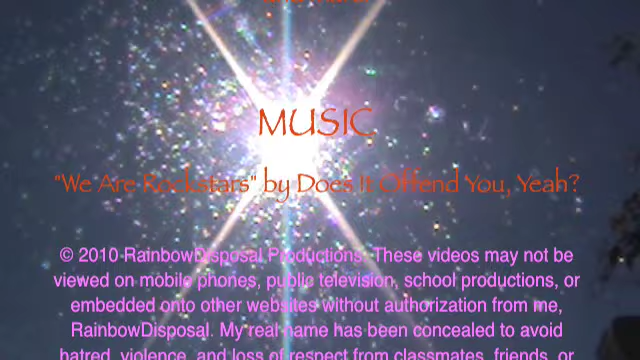 MUSIC
"We Are Rockstars" by Does It Offend You, Yeah?
© 2010 RainbowDisposal Productions. These videos may not be
viewed on mobile phones, public television, school productions, or
embedded onto other websites without authorization from me,
RainbowDisposal. My real name has been concealed to avoid
hatred, violence, and loss of respect from classmates, friends, or